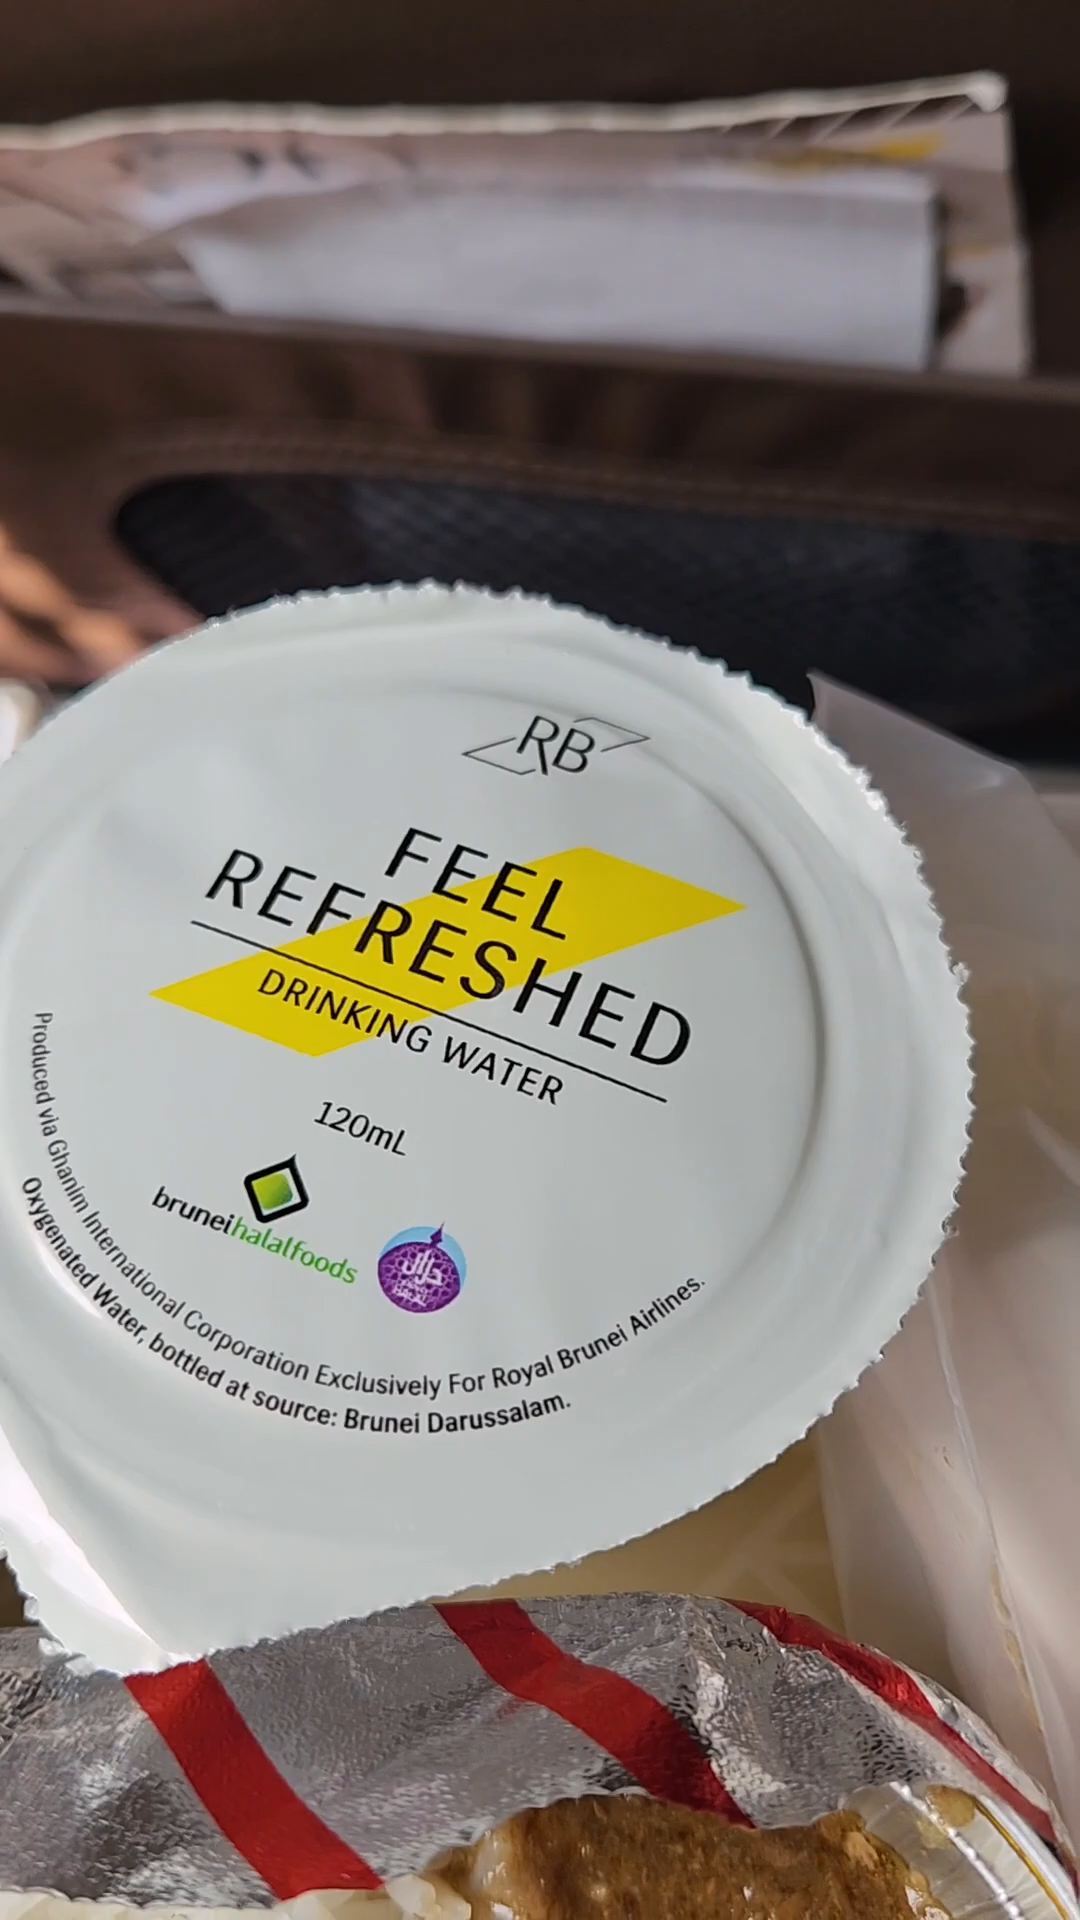 RB
FEEL
REFRESHED
DRINKING WATER
120mL
bruneihalalfoods
حلال
Produced via Ghanim International Corporation Exclusively For Royal Brunei Airlines.
Oxygenated Water, bottled at source: Brunei Darussalam.